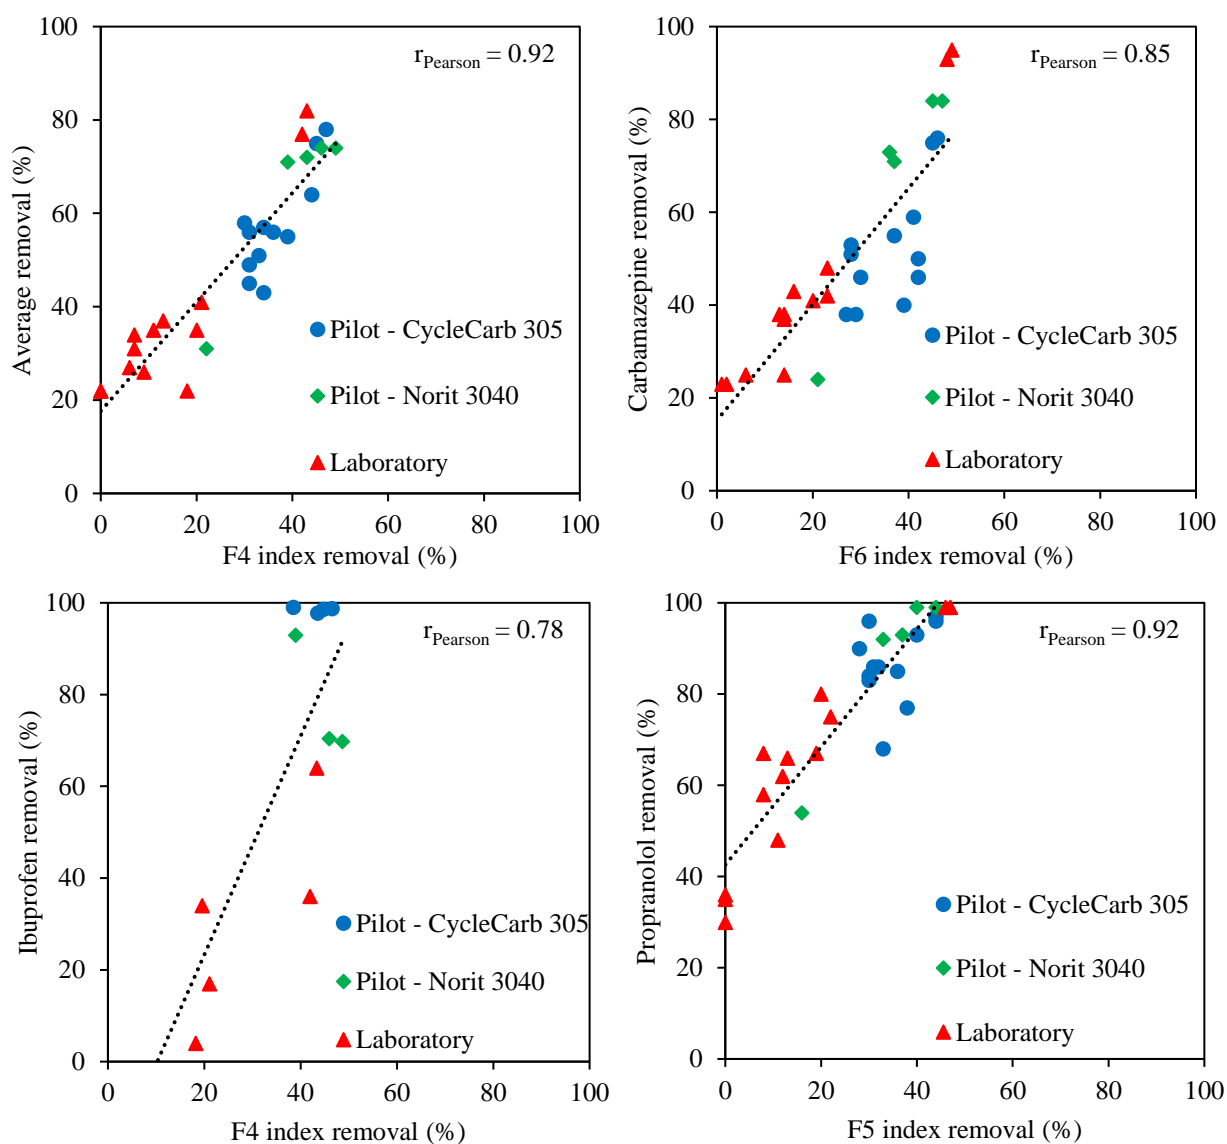 r Pearson = 0.92
Average removal (%)
100
80
60
40
20
0
Pilot - CycleCarb 305
Pilot - Norit 3040
Laboratory
0 20 40 60 80 100
F4 index removal (%)
r Pearson = 0.85
Carbamazepine removal (%)
100
80
60
40
20
0
Pilot - CycleCarb 305
Pilot - Norit 3040
Laboratory
0 20 40 60 80 100
F6 index removal (%)
r Pearson = 0.78
Ibuprofen removal (%)
100
80
60
40
20
0
Pilot - CycleCarb 305
Pilot - Norit 3040
Laboratory
0 20 40 60 80 100
F4 index removal (%)
r Pearson = 0.92
Propranolol removal (%)
100
80
60
40
20
0
Pilot - CycleCarb 305
Pilot - Norit 3040
Laboratory
0 20 40 60 80 100
F5 index removal (%)